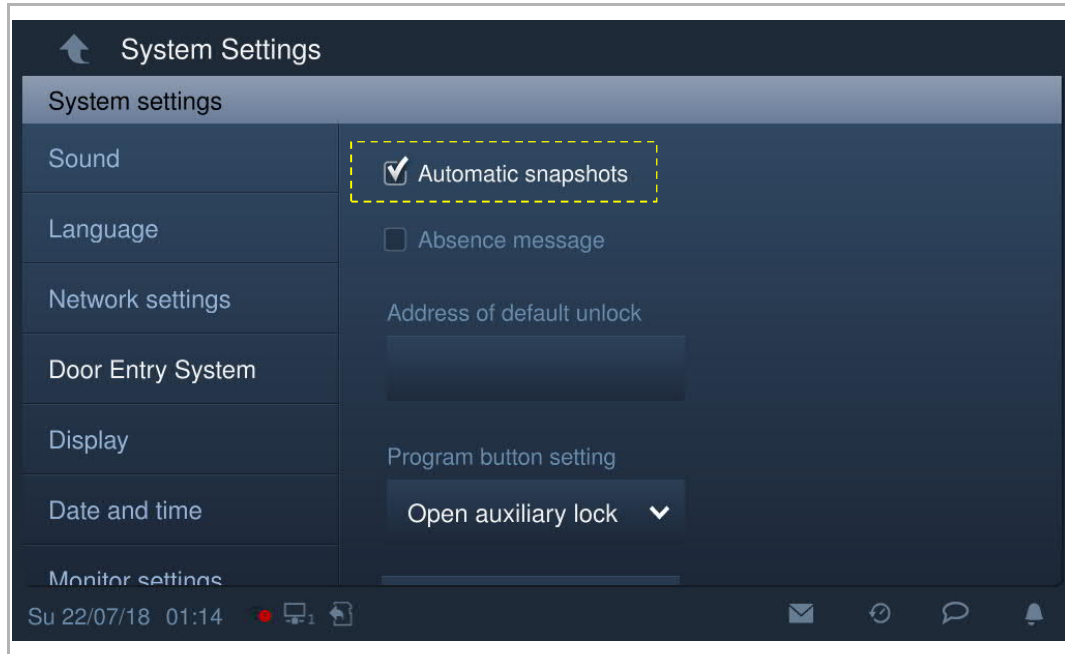 System Settings
System settings
Sound
Language
Network settings
Door Entry System
Display
Date and time
Monitor settings
Automatic snapshots
Absence message
Address of default unlock
Program button setting
Open auxiliary lock
Su 22/07/18 01:14
1